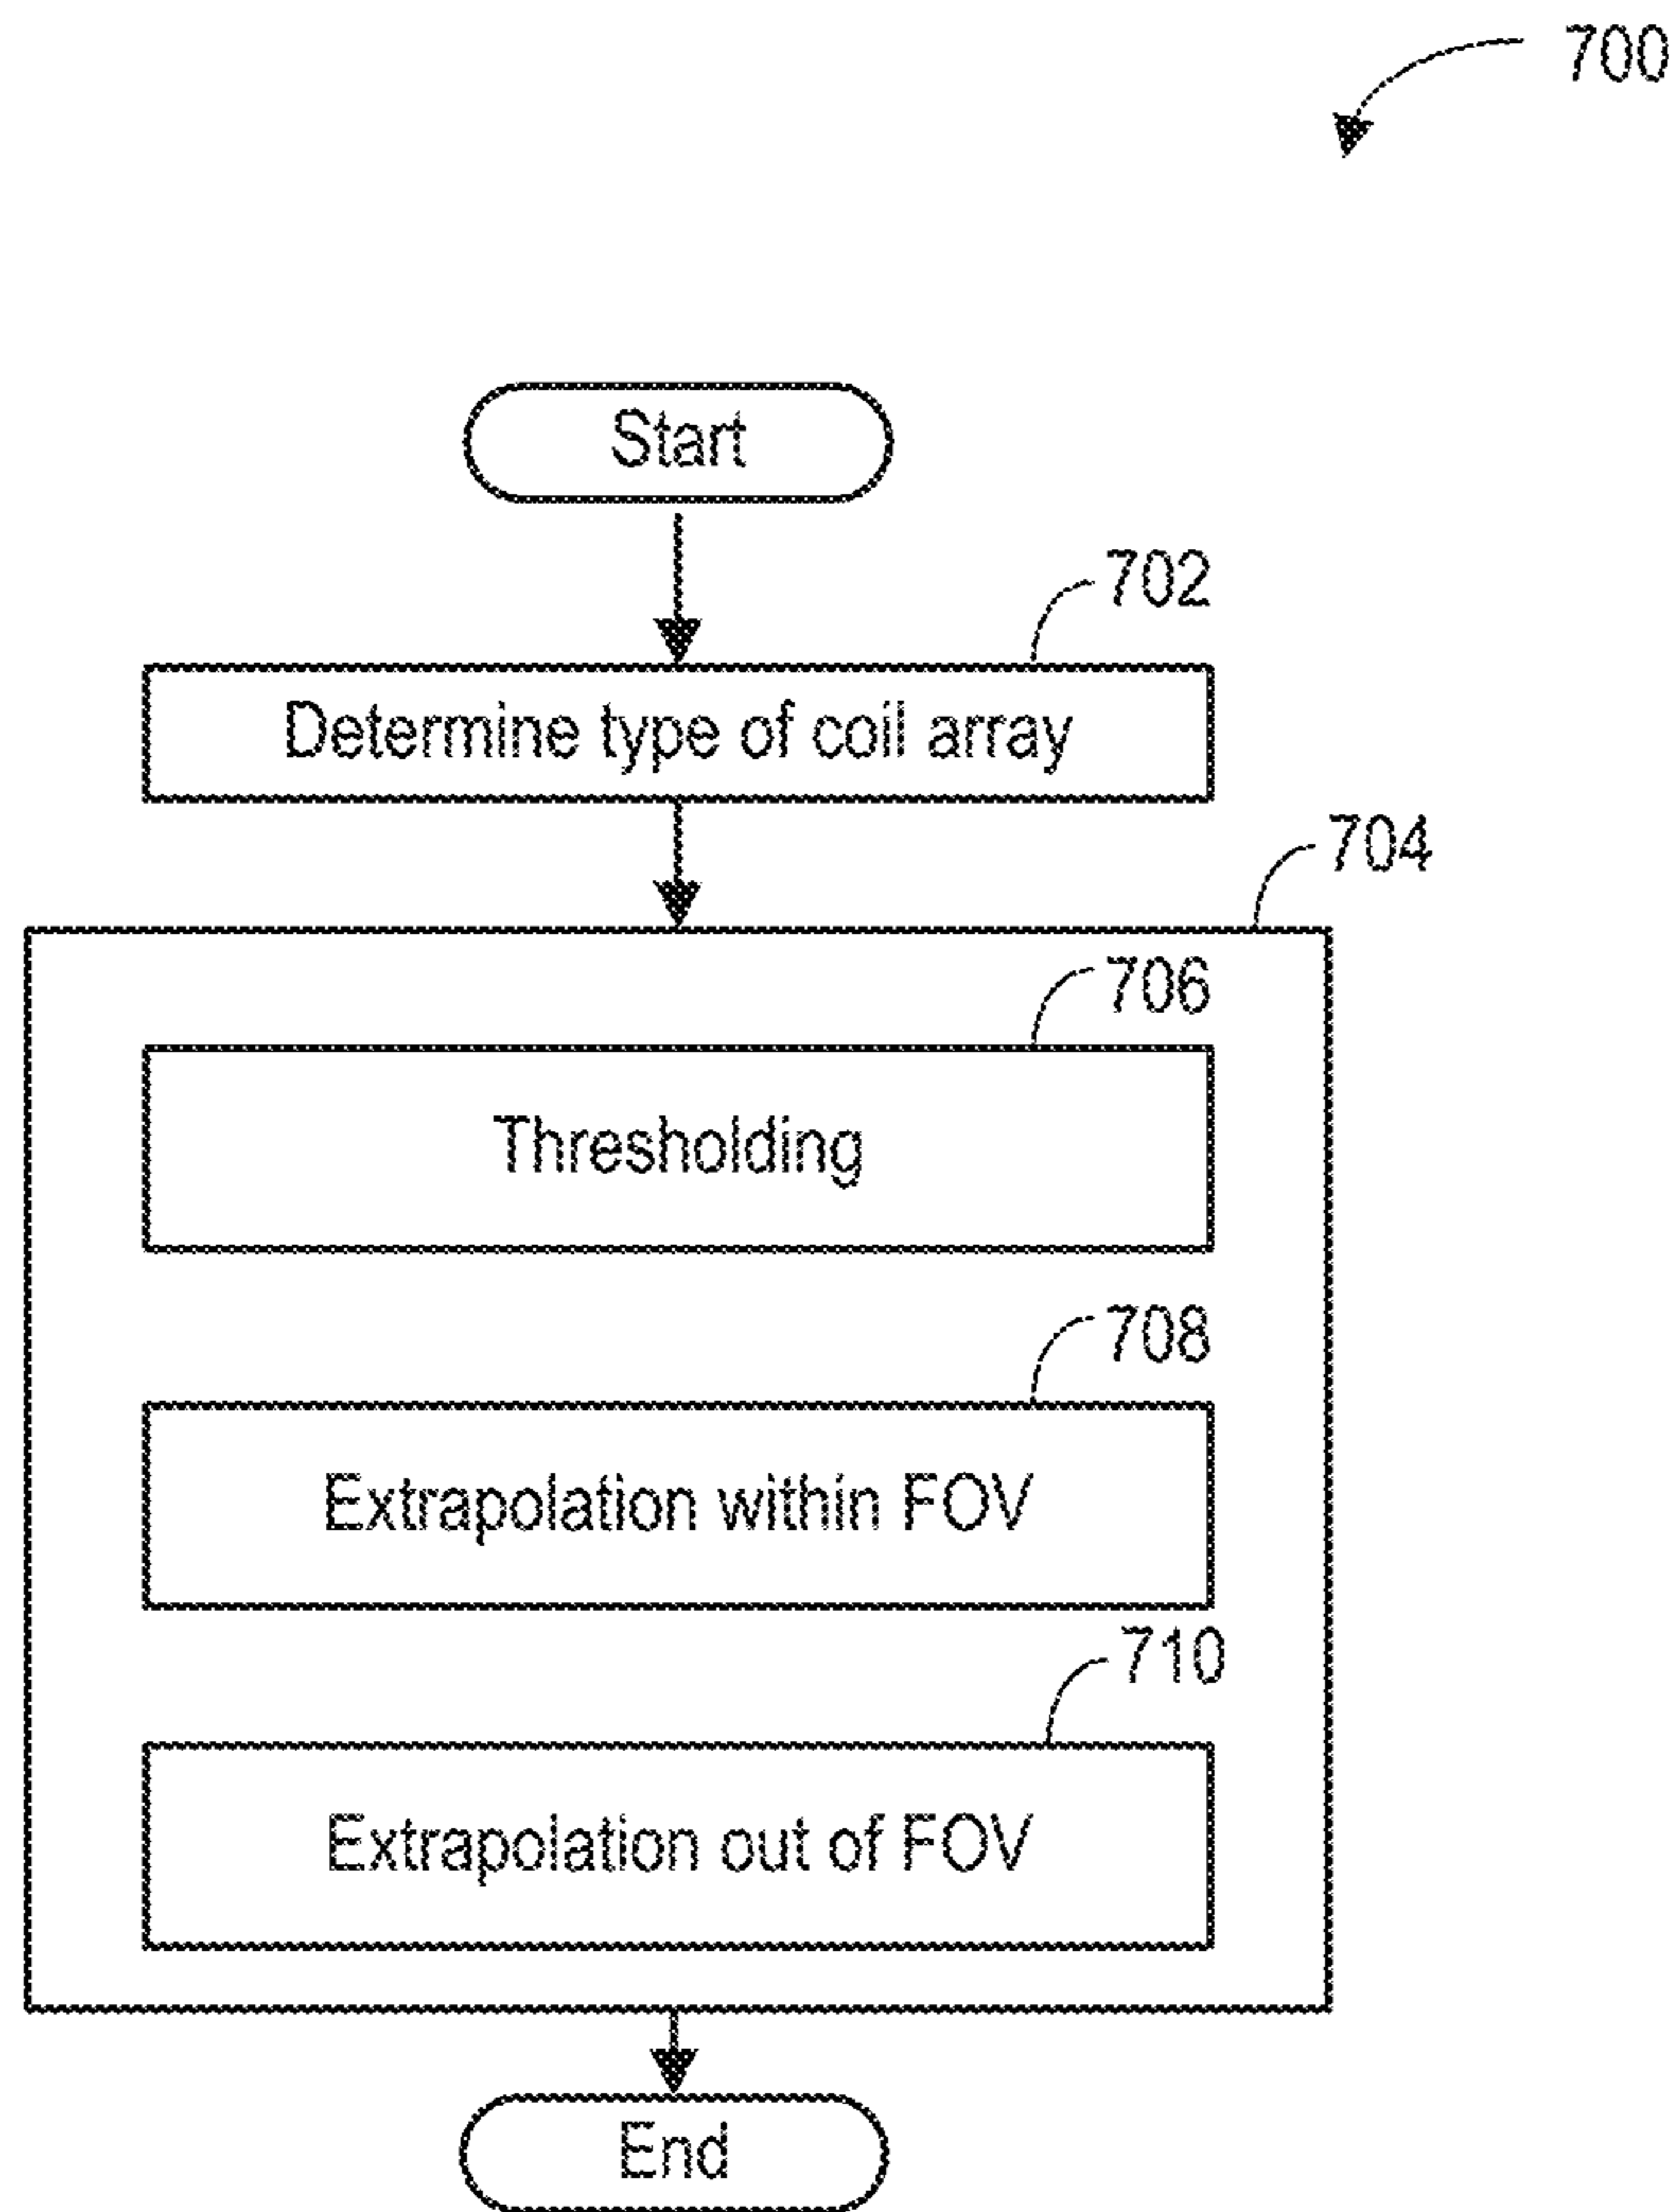 700
Start
702
Determine type of coil array
704
706
Thresholding
708
Extrapolation within FOV
710
Extrapolation out of FOV
End